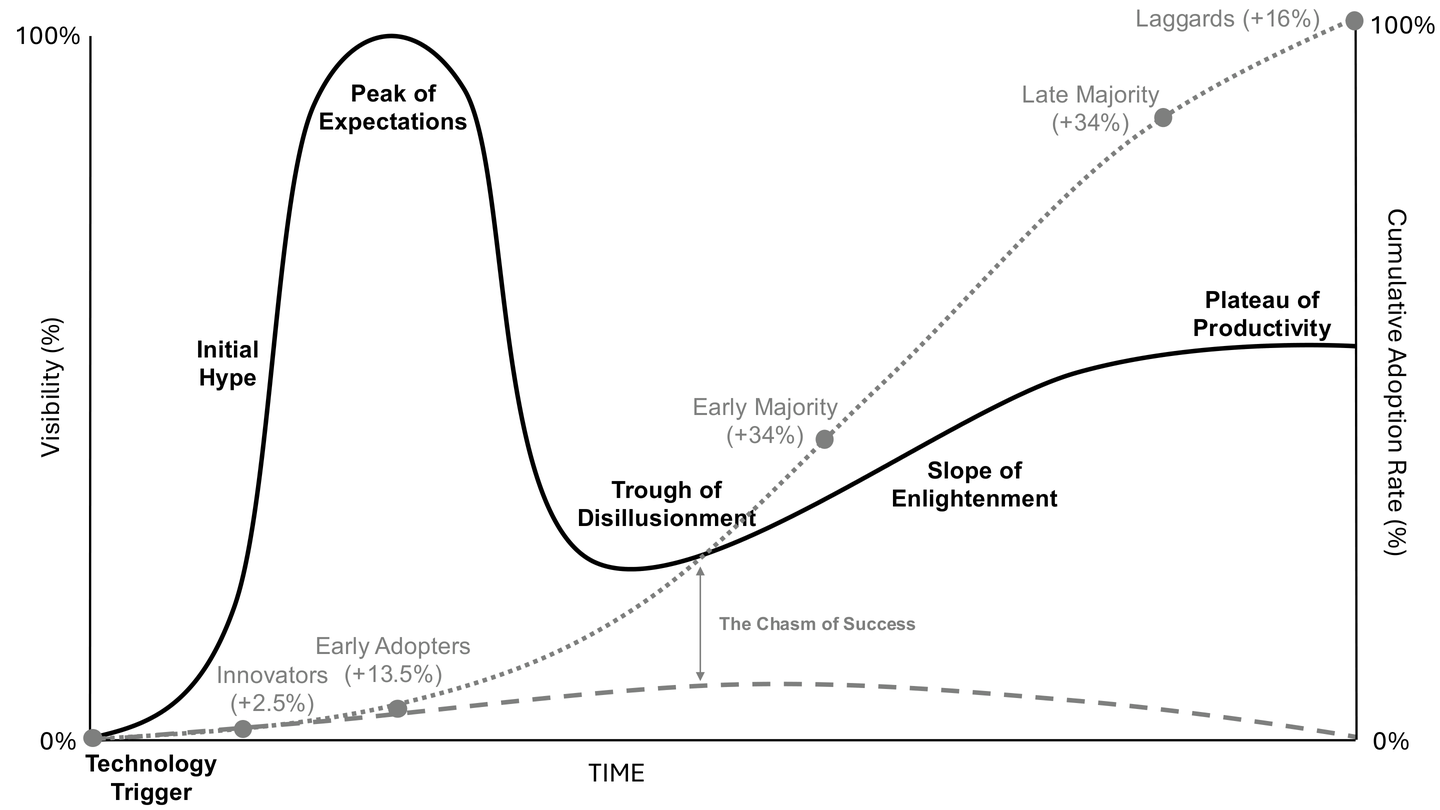 Laggards (+16%)
100%
100%
Peak of
Expectations
Late Majority
(+34%)
Cumulative Adoption Rate (%)
Visibility (%)
Initial
Hype
Plateau of
Productivity
Early Majority
(+34%)
Slope of
Enlightenment
Trough of
Disillusionment
The Chasm of Success
Early Adopters
(+13.5%)
Innovators
(+2.5%)
0%
0%
Technology
Trigger
TIME